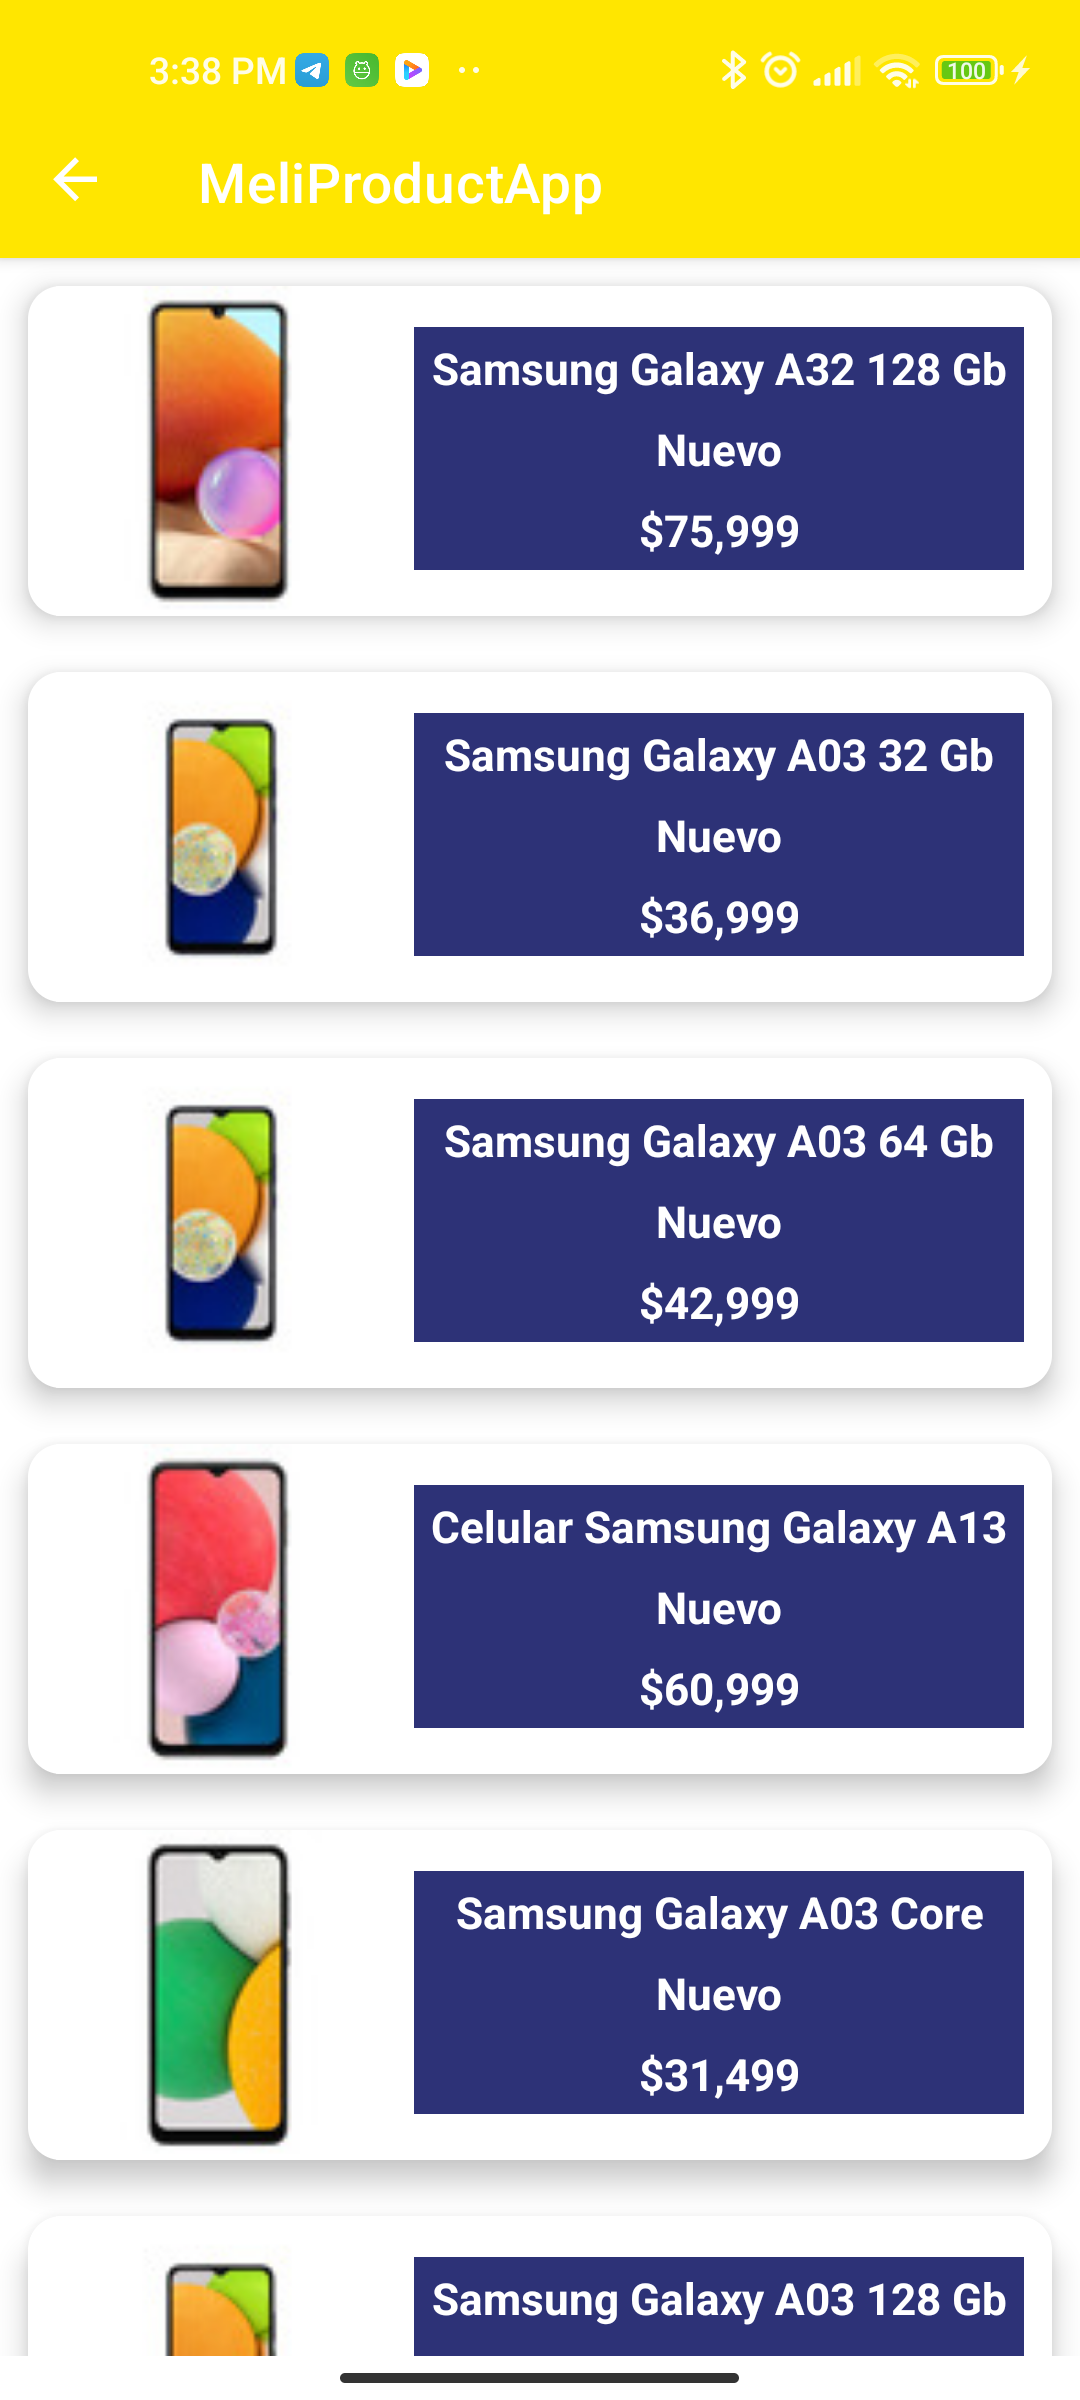 3:38 PM
100
MeliProductApp
Samsung Galaxy A32 128 Gb
Nuevo
$75,999
Samsung Galaxy A03 32 Gb
Nuevo
$36,999
Samsung Galaxy A03 64 Gb
Nuevo
$42,999
Celular Samsung Galaxy A13
Nuevo
$60,999
Samsung Galaxy A03 Core
Nuevo
$31,499
Samsung Galaxy A03 128 Gb